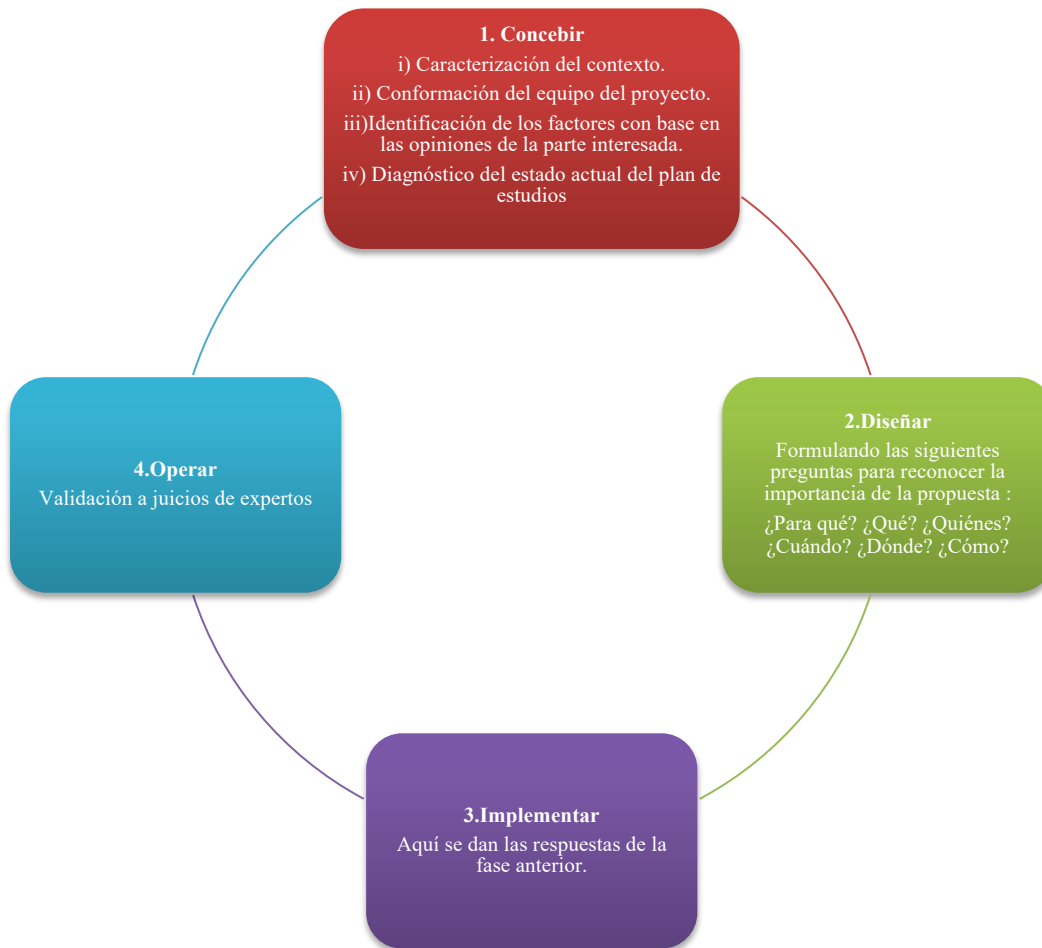 1. Concebir
i) Caracterización del contexto.
ii) Conformación del equipo del proyecto.
iii)Identificación de los factores con base en
las opiniones de la parte interesada.
iv) Diagnóstico del estado actual del plan de
estudios
2.Diseñar
Formulando las siguientes
preguntas para reconocer la
importancia de la propuesta :
¿Para qué? ¿Qué? ¿Quiénes?
¿Cuándo? ¿Dónde? ¿Cómo?
3.Implementar
Aquí se dan las respuestas de la
fase anterior.
4.Operar
Validación a juicios de expertos